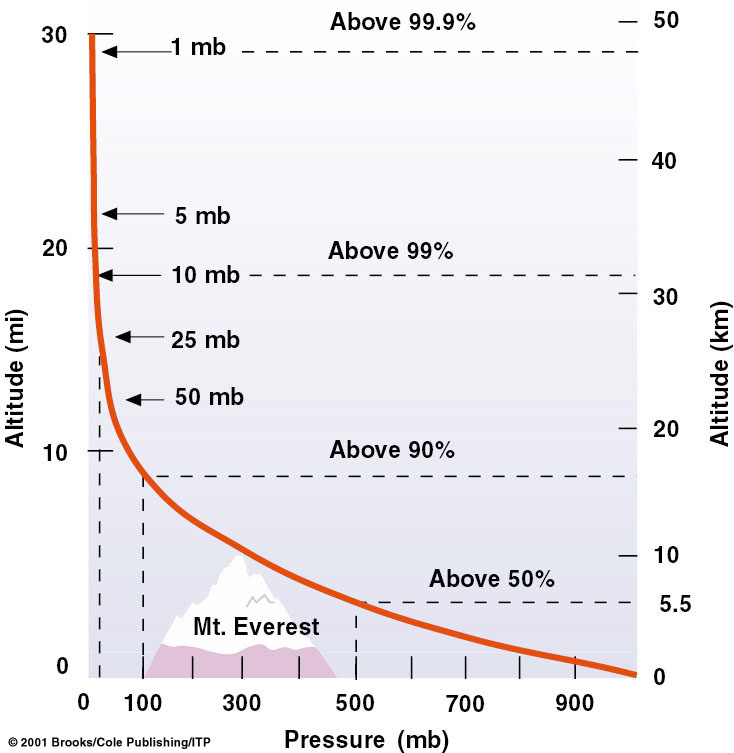 Above 99.9%
50
30
1 mb
40
5 mb
20
Above 99%
10 mb
30
25 mb
Altitude (mi)
Altitude (km)
50 mb
20
10
Above 90%
10
Above 50%
5.5
Mt. Everest
0
0
0 100 300 500 700 900
Pressure (mb)
© 2001 Brooks/Cole Publishing/ITP